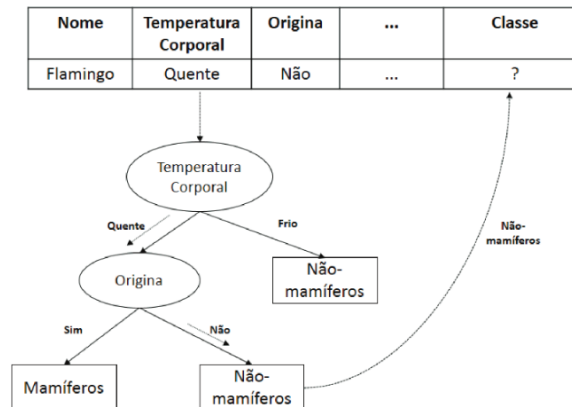 Nome Temperatura Corporal Origina ... Classe
Flamingo Quente Não ... ?
Temperatura
Corporal
Quente
Frio
Não-
mamíferos
Origina
Não-
mamíferos
Sim
Não
Mamíferos
Não-
mamíferos